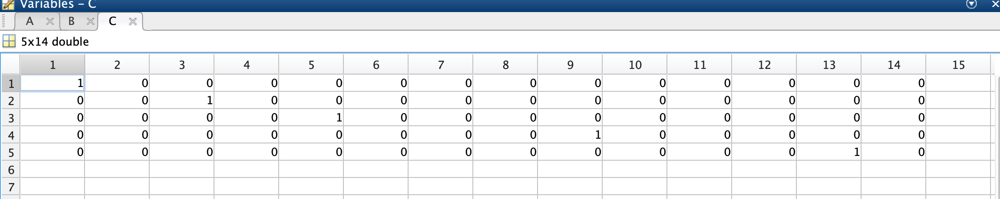 Variables - C
A B C
5x14 double
1 2 3 4 5 6 7 8 9 10 11 12 13 14 15
1 1 0 0 0 0 0 0 0 0 0 0 0 0 0
2 0 0 1 0 0 0 0 0 0 0 0 0 0 0
3 0 0 0 0 1 0 0 0 0 0 0 0 0 0
4 0 0 0 0 0 0 0 0 1 0 0 0 0 0
5 0 0 0 0 0 0 0 0 0 0 0 0 1 0
6
7